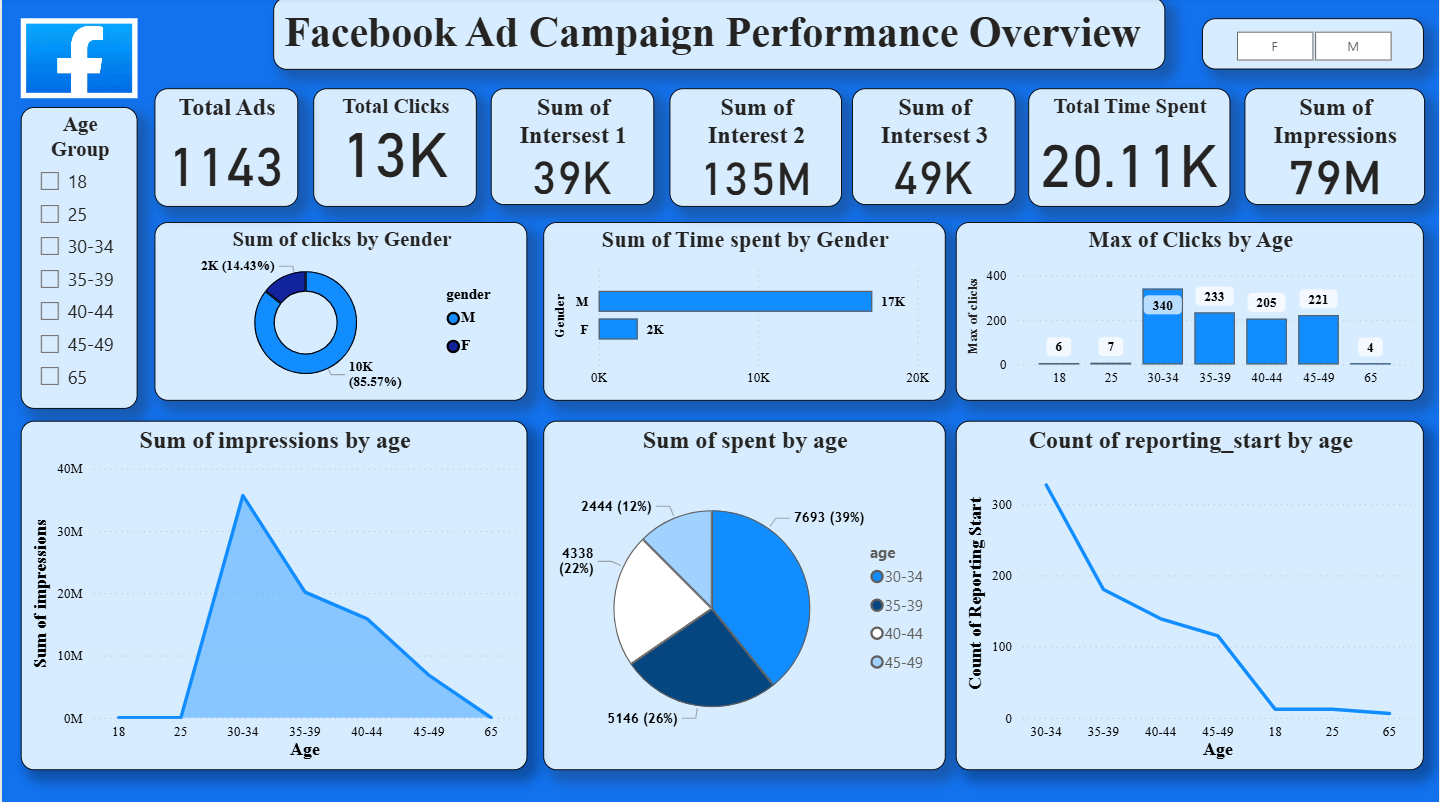 Facebook Ad Campaign Performance Overview
F
M
Age
Group
18
25
30-34
35-39
40-44
45-49
65
Total Ads
1143
Total Clicks
13K
Sum of
Intersest 1
39K
Sum of
Interest 2
135M
Sum of
Intersest 3
49K
Total Time Spent
20.11K
Sum of
Impressions
79M
Sum of clicks by Gender
2K (14.43%)
10K
(85.57%)
gender
M
F
Sum of Time spent by Gender
Gender
M
17K
F
2K
0K
10K
20K
Max of Clicks by Age
Max of clicks
400
200
0
6
7
340
233
205
221
4
18
25
30-34
35-39
40-44
45-49
65
Sum of impressions by age
Sum of impressions
40M
30M
20M
10M
0M
18
25
30-34
35-39
40-44
45-49
65
Age
Sum of spent by age
2444 (12%)
7693 (39%)
4338
(22%)
5146 (26%)
age
30-34
35-39
40-44
45-49
Count of reporting_start by age
Count of Reporting Start
300
200
100
0
30-34
35-39
40-44
45-49
18
25
65
Age